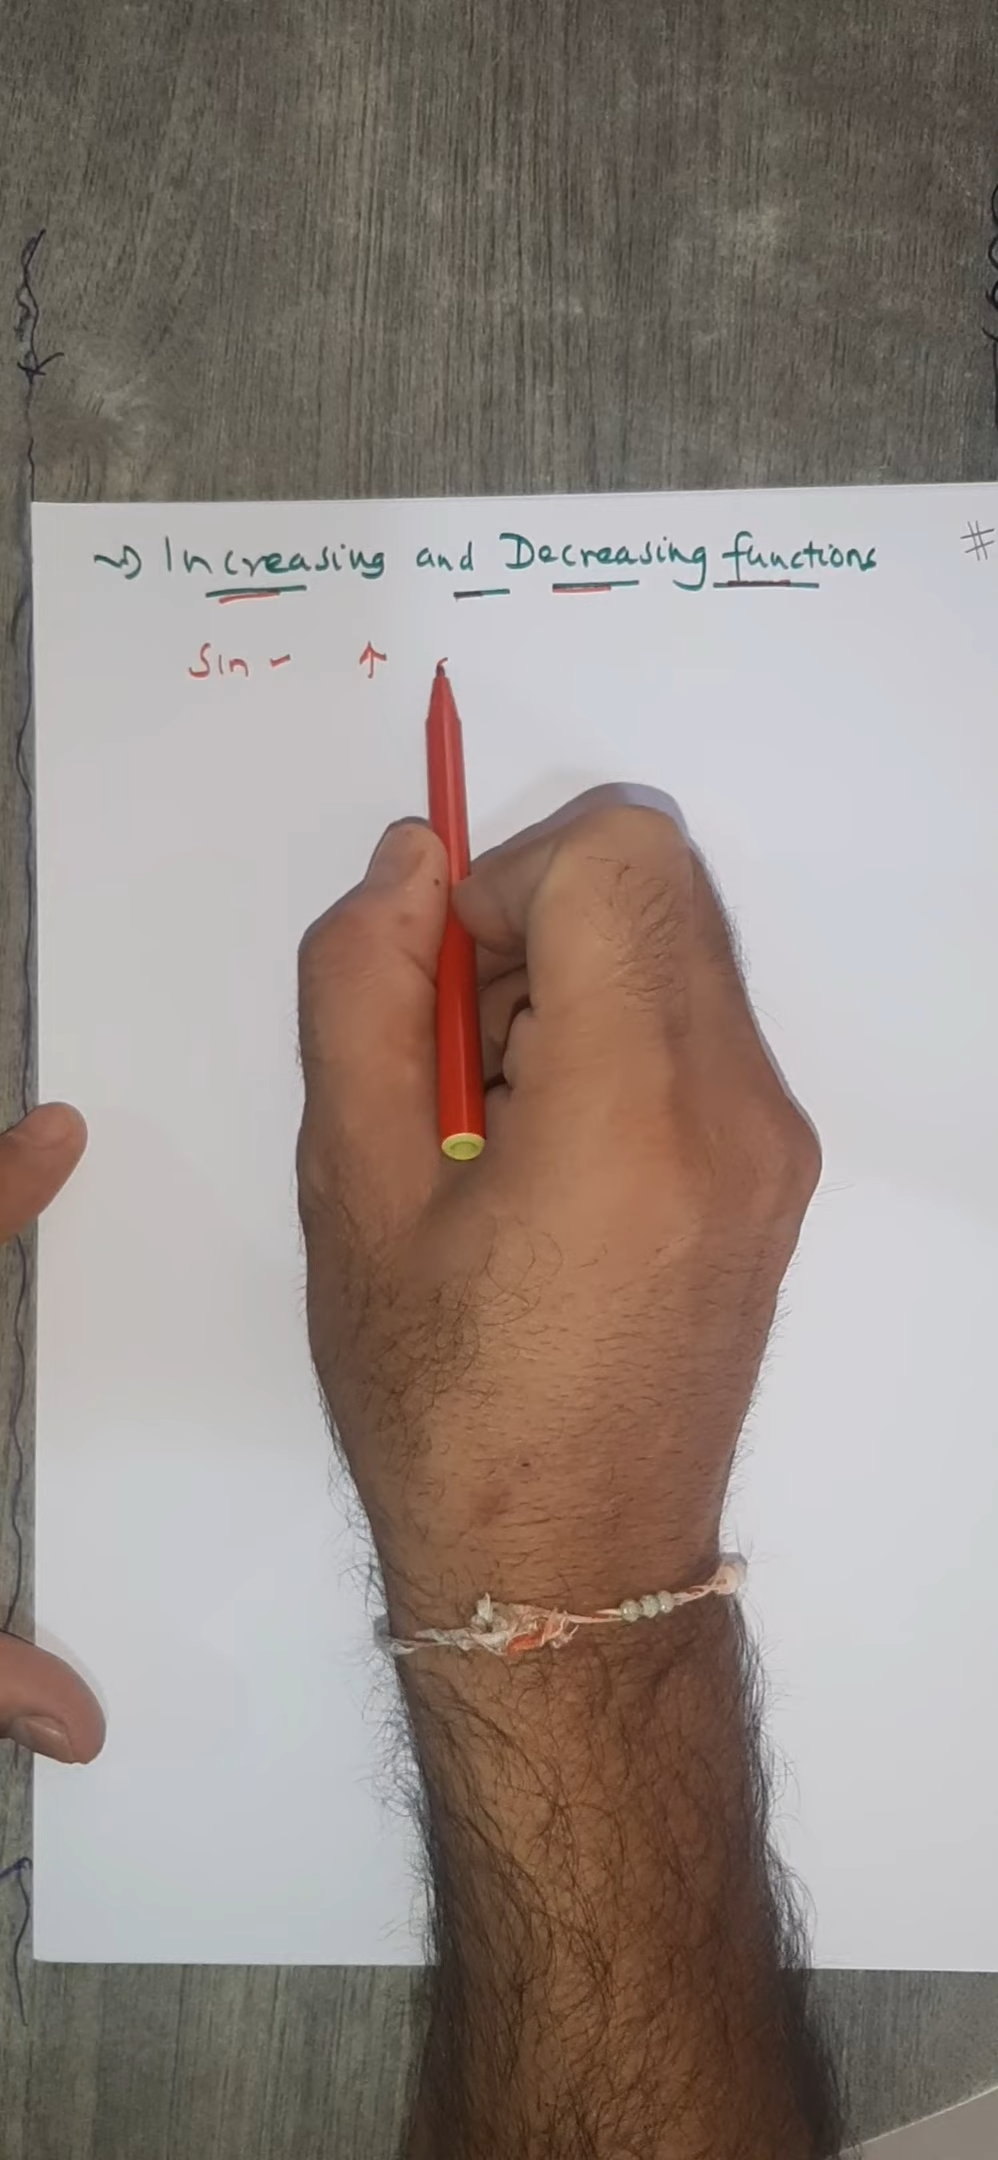 ~> Increasing and Decreasing functions #
Sin - ↑